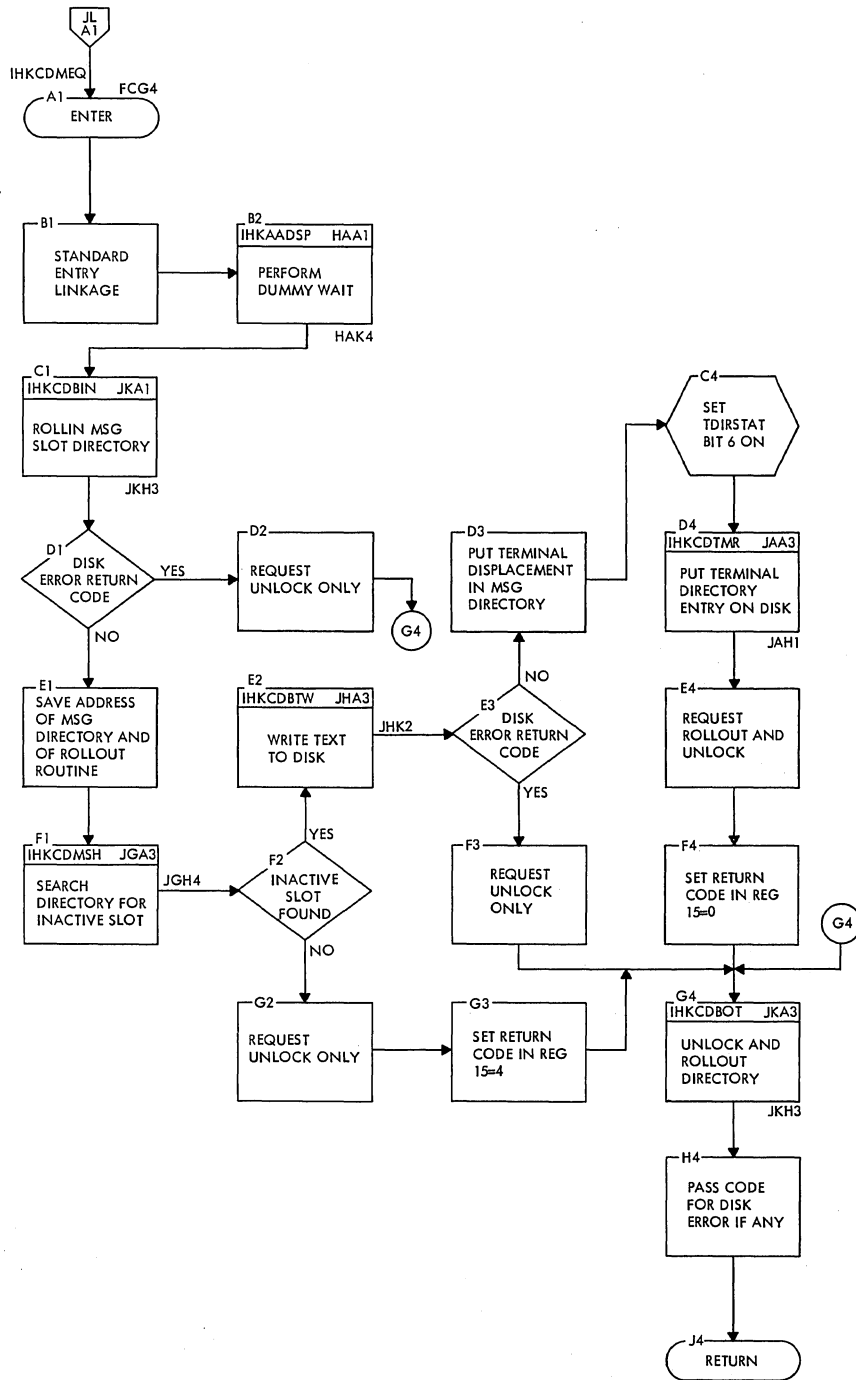 JL
A1
IHKCDMEQ
A1
FCG4
ENTER
B1
STANDARD
ENTRY
LINKAGE
B2
IHKAADSP HAA1
PERFORM
DUMMY WAIT
HAK4
C1
IHKCDBIN JKA1
ROLLIN MSG
SLOT DIRECTORY
JKH3
D1
DISK
ERROR RETURN
CODE
YES
NO
D2
REQUEST
UNLOCK ONLY
G4
E1
SAVE ADDRESS
OF MSG
DIRECTORY AND
OF ROLLOUT
ROUTINE
F1
IHKCDMSH JGA3
SEARCH
DIRECTORY FOR
INACTIVE SLOT
JGH4
E2
IHKCDBTW JHA3
WRITE TEXT
TO DISK
JHK2
YES
F2
INACTIVE
SLOT
FOUND
NO
G2
REQUEST
UNLOCK ONLY
D3
PUT TERMINAL
DISPLACEMENT
IN MSG
DIRECTORY
NO
E3
DISK
ERROR RETURN
CODE
YES
F3
REQUEST
UNLOCK
ONLY
G3
SET RETURN
CODE IN REG
15=4
C4
SET
TDIRSTAT
BIT 6 ON
D4
IHKCDTMR JAA3
PUT TERMINAL
DIRECTORY
ENTRY ON DISK
JAH1
E4
REQUEST
ROLLOUT AND
UNLOCK
F4
SET RETURN
CODE IN REG
15=0
G4
G4
IHKCDBOT JKA3
UNLOCK AND
ROLLOUT
DIRECTORY
JKH3
H4
PASS CODE
FOR DISK
ERROR IF ANY
J4
RETURN